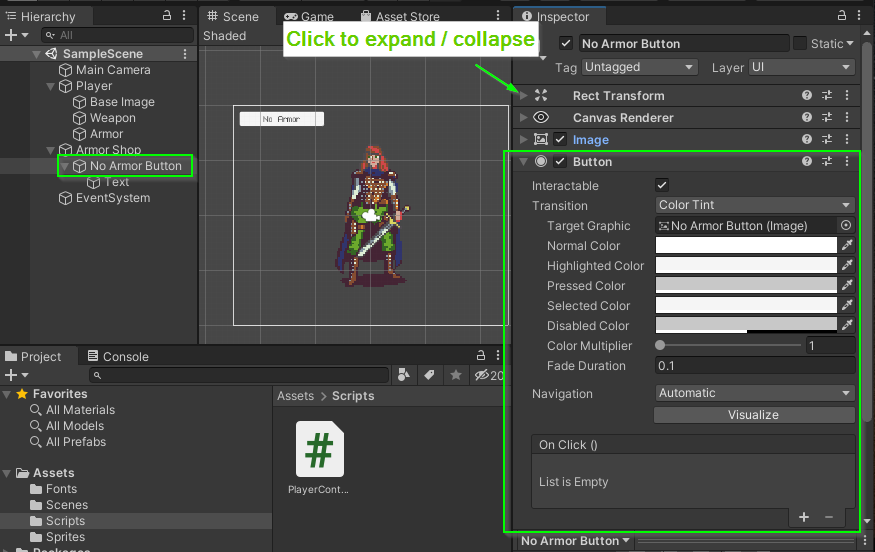 Hierarchy
All
SampleScene
Main Camera
Player
Base Image
Weapon
Armor
Armor Shop
No Armor Button
Text
EventSystem
Scene
Game
Asset Store
Shaded
Click to expand / collapse
No Armor
Inspector
No Armor Button
Static
Tag
Untagged
Layer
UI
Rect Transform
Canvas Renderer
Image
Button
Interactable
Transition
Color Tint
Target Graphic
No Armor Button (Image)
Normal Color
Highlighted Color
Pressed Color
Selected Color
Disabled Color
Color Multiplier
1
Fade Duration
0.1
Navigation
Automatic
Visualize
On Click ()
List is Empty
No Armor Button
Project
Console
20
Favorites
All Materials
All Models
All Prefabs
Assets
Fonts
Scenes
Scripts
Sprites
Packages
Assets > Scripts
#
PlayerCont...